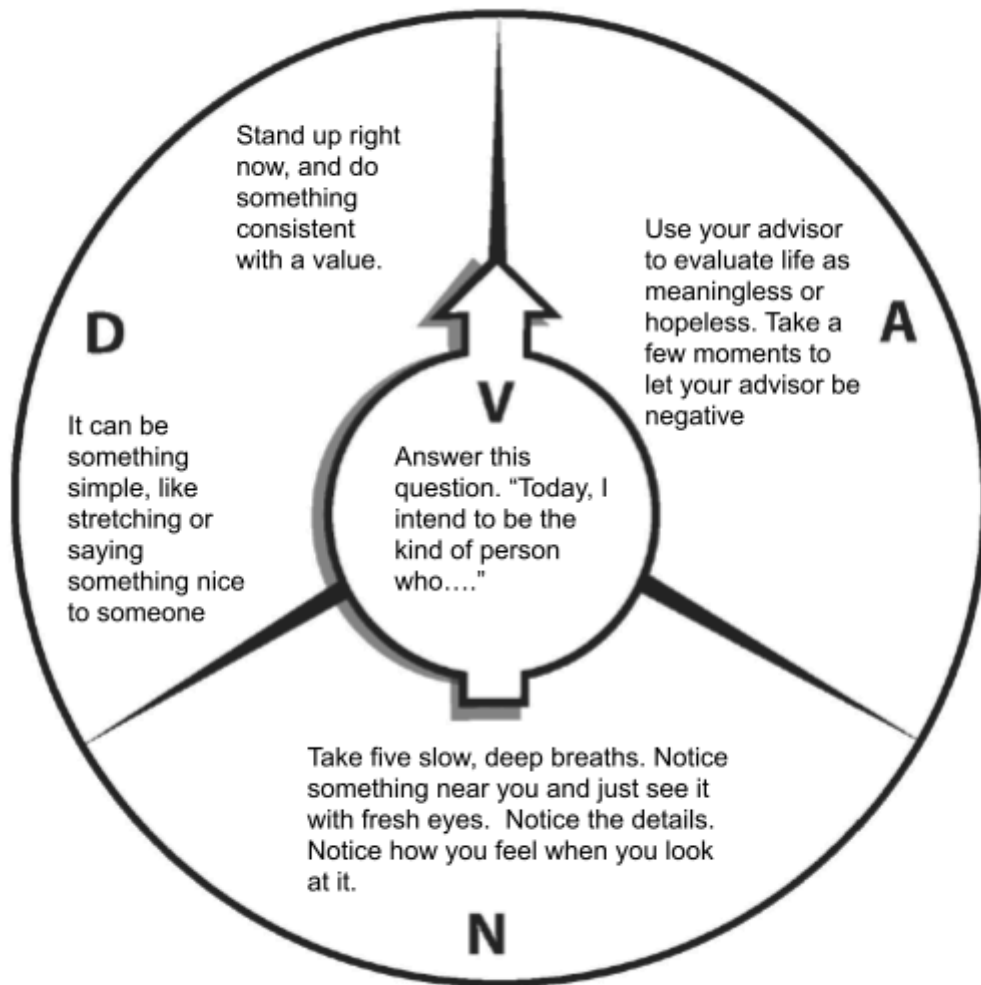 Stand up right
now, and do
something
consistent
with a value.
D
It can be
something
simple, like
stretching or
saying
something nice
to someone
Use your advisor
to evaluate life as
meaningless or
hopeless. Take a
few moments to
let your advisor be
negative
A
V
Answer this
question. “Today, I
intend to be the
kind of person
who....”
Take five slow, deep breaths. Notice
something near you and just see it
with fresh eyes.  Notice the details.
Notice how you feel when you look
at it.
N